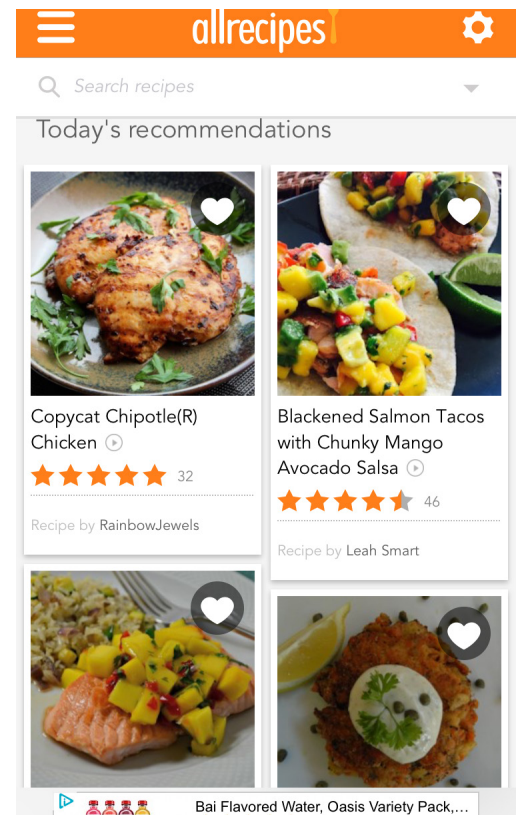 allrecipes
Search recipes
Today's recommendations
Copycat Chipotle(R)
Chicken
32
Recipe by RainbowJewels
Blackened Salmon Tacos
with Chunky Mango
Avocado Salsa
46
Recipe by Leah Smart
Bai Flavored Water, Oasis Variety Pack,...